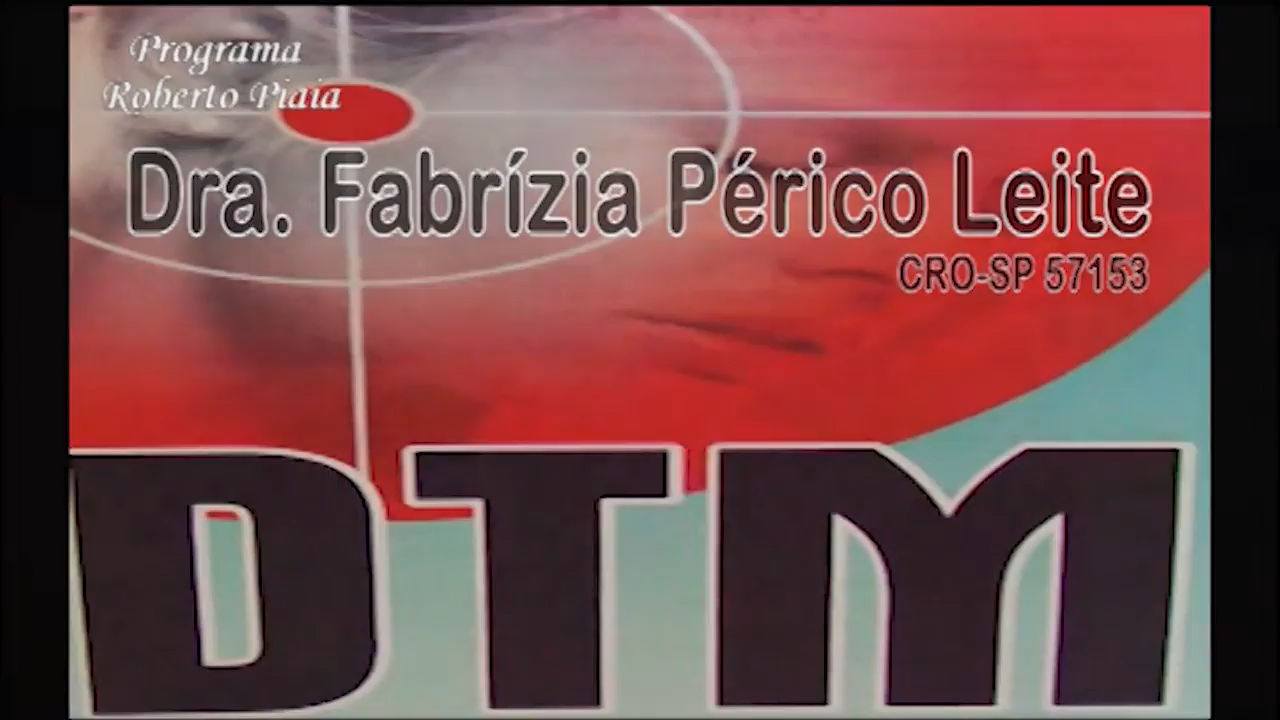 Programa
Roberto Piaia
Dra. Fabrízia Périco Leite
CRO-SP 57153
DTM